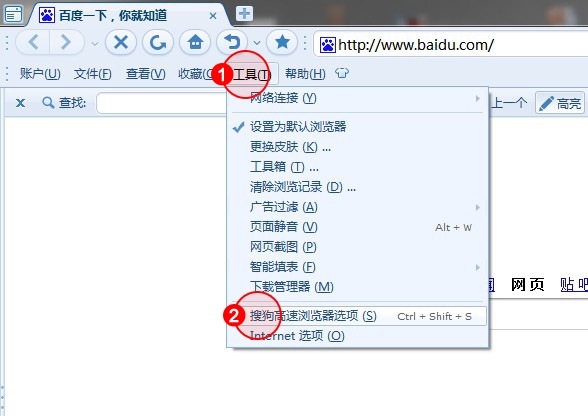 百度一下，你就知道
http://www.baidu.com/
账户(U) 文件(F) 查看(V) 收藏( 1 工具(T) 帮助(H)
查找: 上一个 高亮
网络连接 (Y)
设置为默认浏览器
更换皮肤 (K) ...
工具箱 (T) ...
清除浏览记录 (D) ...
广告过滤 (A)
页面静音 (V) Alt + W
网页截图 (P)
智能填表 (F)
下载管理器 (M)
网页 贴吧
2 搜狗高速浏览器选项 (S) Ctrl + Shift + S
Internet 选项 (O)